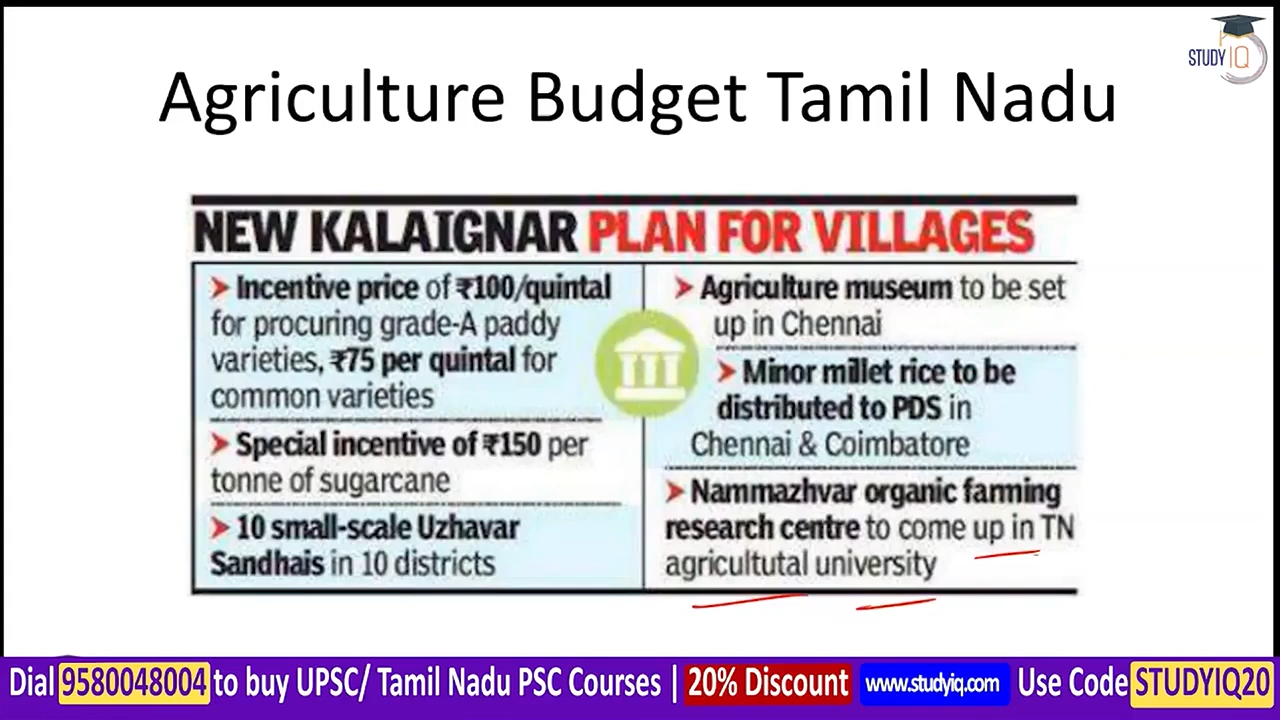 STUDY IQ
Agriculture Budget Tamil Nadu
NEW KALAIGNAR PLAN FOR VILLAGES
➤ Incentive price of ₹100/quintal
for procuring grade-A paddy
varieties, ₹75 per quintal for
common varieties
➤ Special incentive of ₹150 per
tonne of sugarcane
➤ 10 small-scale Uzhavar
Sandhais in 10 districts
➤ Agriculture museum to be set
up in Chennai
➤ Minor millet rice to be
distributed to PDS in
Chennai & Coimbatore
➤ Nammazhvar organic farming
research centre to come up in TN
agricultutal university
Dial 9580048004 to buy UPSC/ Tamil Nadu PSC Courses | 20% Discount www.studyiq.com Use Code STUDYIQ20